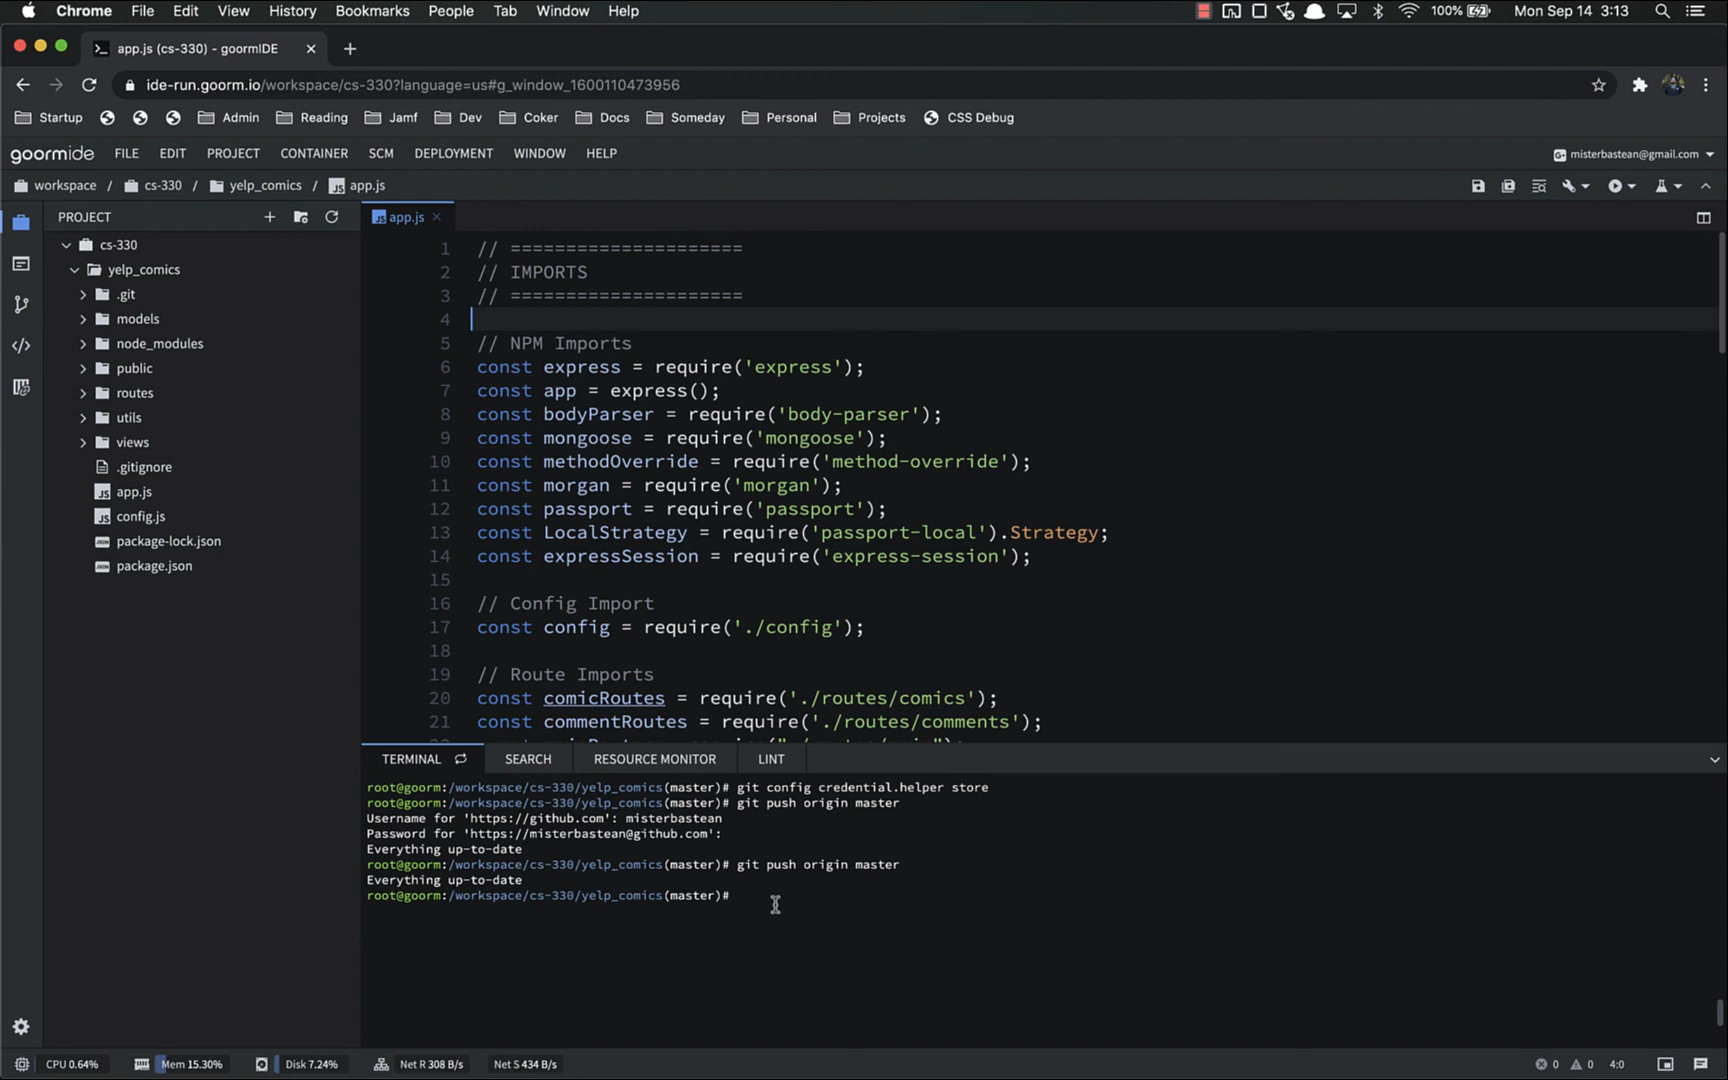 Chrome File Edit View History Bookmarks People Tab Window Help 100% Mon Sep 14 3:13
app.js (cs-330) - goormIDE
ide-run.goorm.io/workspace/cs-330?language=us#g_window_1600110473956
Startup Admin Reading Jamf Dev Coker Docs Someday Personal Projects CSS Debug
goormide FILE EDIT PROJECT CONTAINER SCM DEPLOYMENT WINDOW HELP misterbastean@gmail.com
workspace / cs-330 / yelp_comics / JS app.js
PROJECT
cs-330
yelp_comics
.git
models
node_modules
public
routes
utils
views
.gitignore
JS app.js
JS config.js
package-lock.json
package.json
JS app.js
1 // =====================
2 // IMPORTS
3 // =====================
4
5 // NPM Imports
6 const express = require('express');
7 const app = express();
8 const bodyParser = require('body-parser');
9 const mongoose = require('mongoose');
10 const methodOverride = require('method-override');
11 const morgan = require('morgan');
12 const passport = require('passport');
13 const LocalStrategy = require('passport-local').Strategy;
14 const expressSession = require('express-session');
15
16 // Config Import
17 const config = require('./config');
18
19 // Route Imports
20 const comicRoutes = require('./routes/comics');
21 const commentRoutes = require('./routes/comments');
TERMINAL SEARCH RESOURCE MONITOR LINT
root@goorm:/workspace/cs-330/yelp_comics(master)# git config credential.helper store
root@goorm:/workspace/cs-330/yelp_comics(master)# git push origin master
Username for 'https://github.com': misterbastean
Password for 'https://misterbastean@github.com':
Everything up-to-date
root@goorm:/workspace/cs-330/yelp_comics(master)# git push origin master
Everything up-to-date
root@goorm:/workspace/cs-330/yelp_comics(master)#
CPU 0.64% Mem 15.30% Disk 7.24% Net R 308 B/s Net S 434 B/s 0 0 4:0